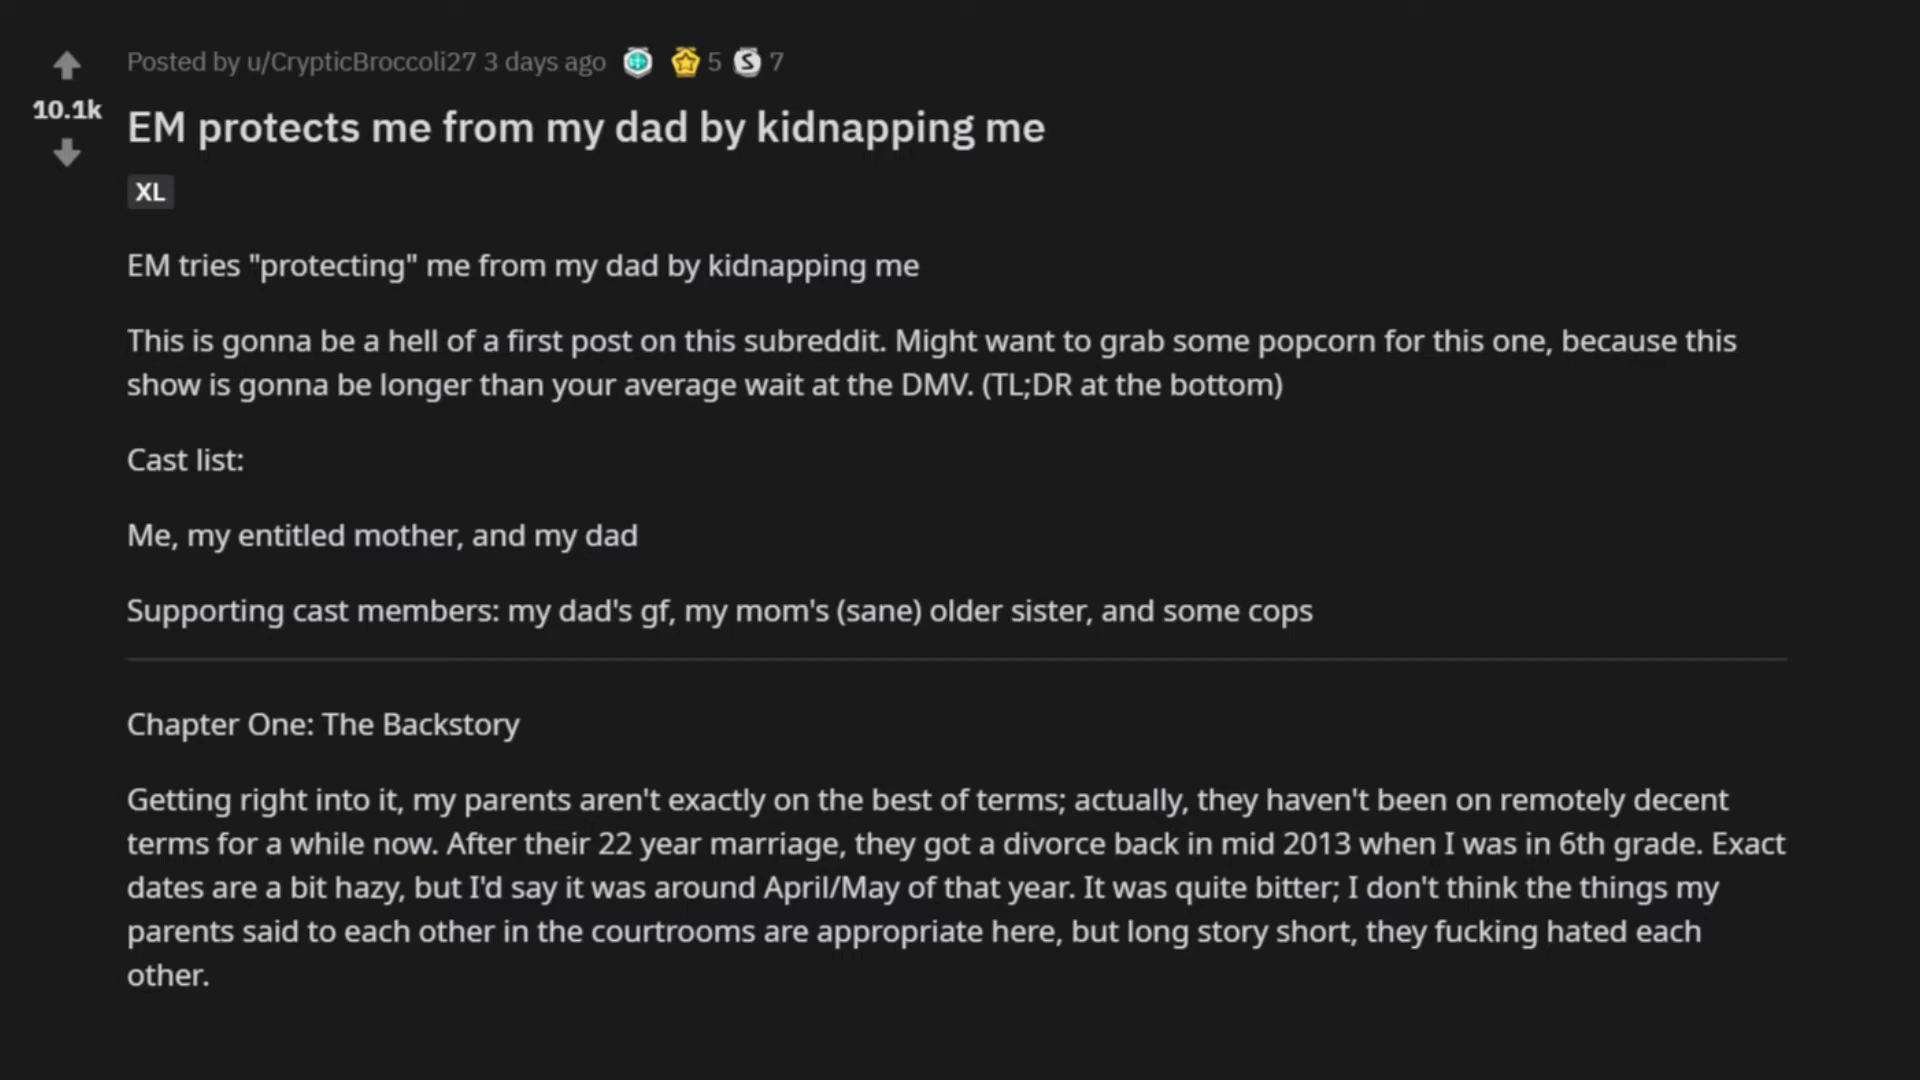 Posted by u/CrypticBroccoli27 3 days ago 5 S 7
10.1k
EM protects me from my dad by kidnapping me
XL
EM tries "protecting" me from my dad by kidnapping me
This is gonna be a hell of a first post on this subreddit. Might want to grab some popcorn for this one, because this
show is gonna be longer than your average wait at the DMV. (TL;DR at the bottom)
Cast list:
Me, my entitled mother, and my dad
Supporting cast members: my dad's gf, my mom's (sane) older sister, and some cops
Chapter One: The Backstory
Getting right into it, my parents aren't exactly on the best of terms; actually, they haven't been on remotely decent
terms for a while now. After their 22 year marriage, they got a divorce back in mid 2013 when I was in 6th grade. Exact
dates are a bit hazy, but I'd say it was around April/May of that year. It was quite bitter; I don't think the things my
parents said to each other in the courtrooms are appropriate here, but long story short, they fucking hated each
other.